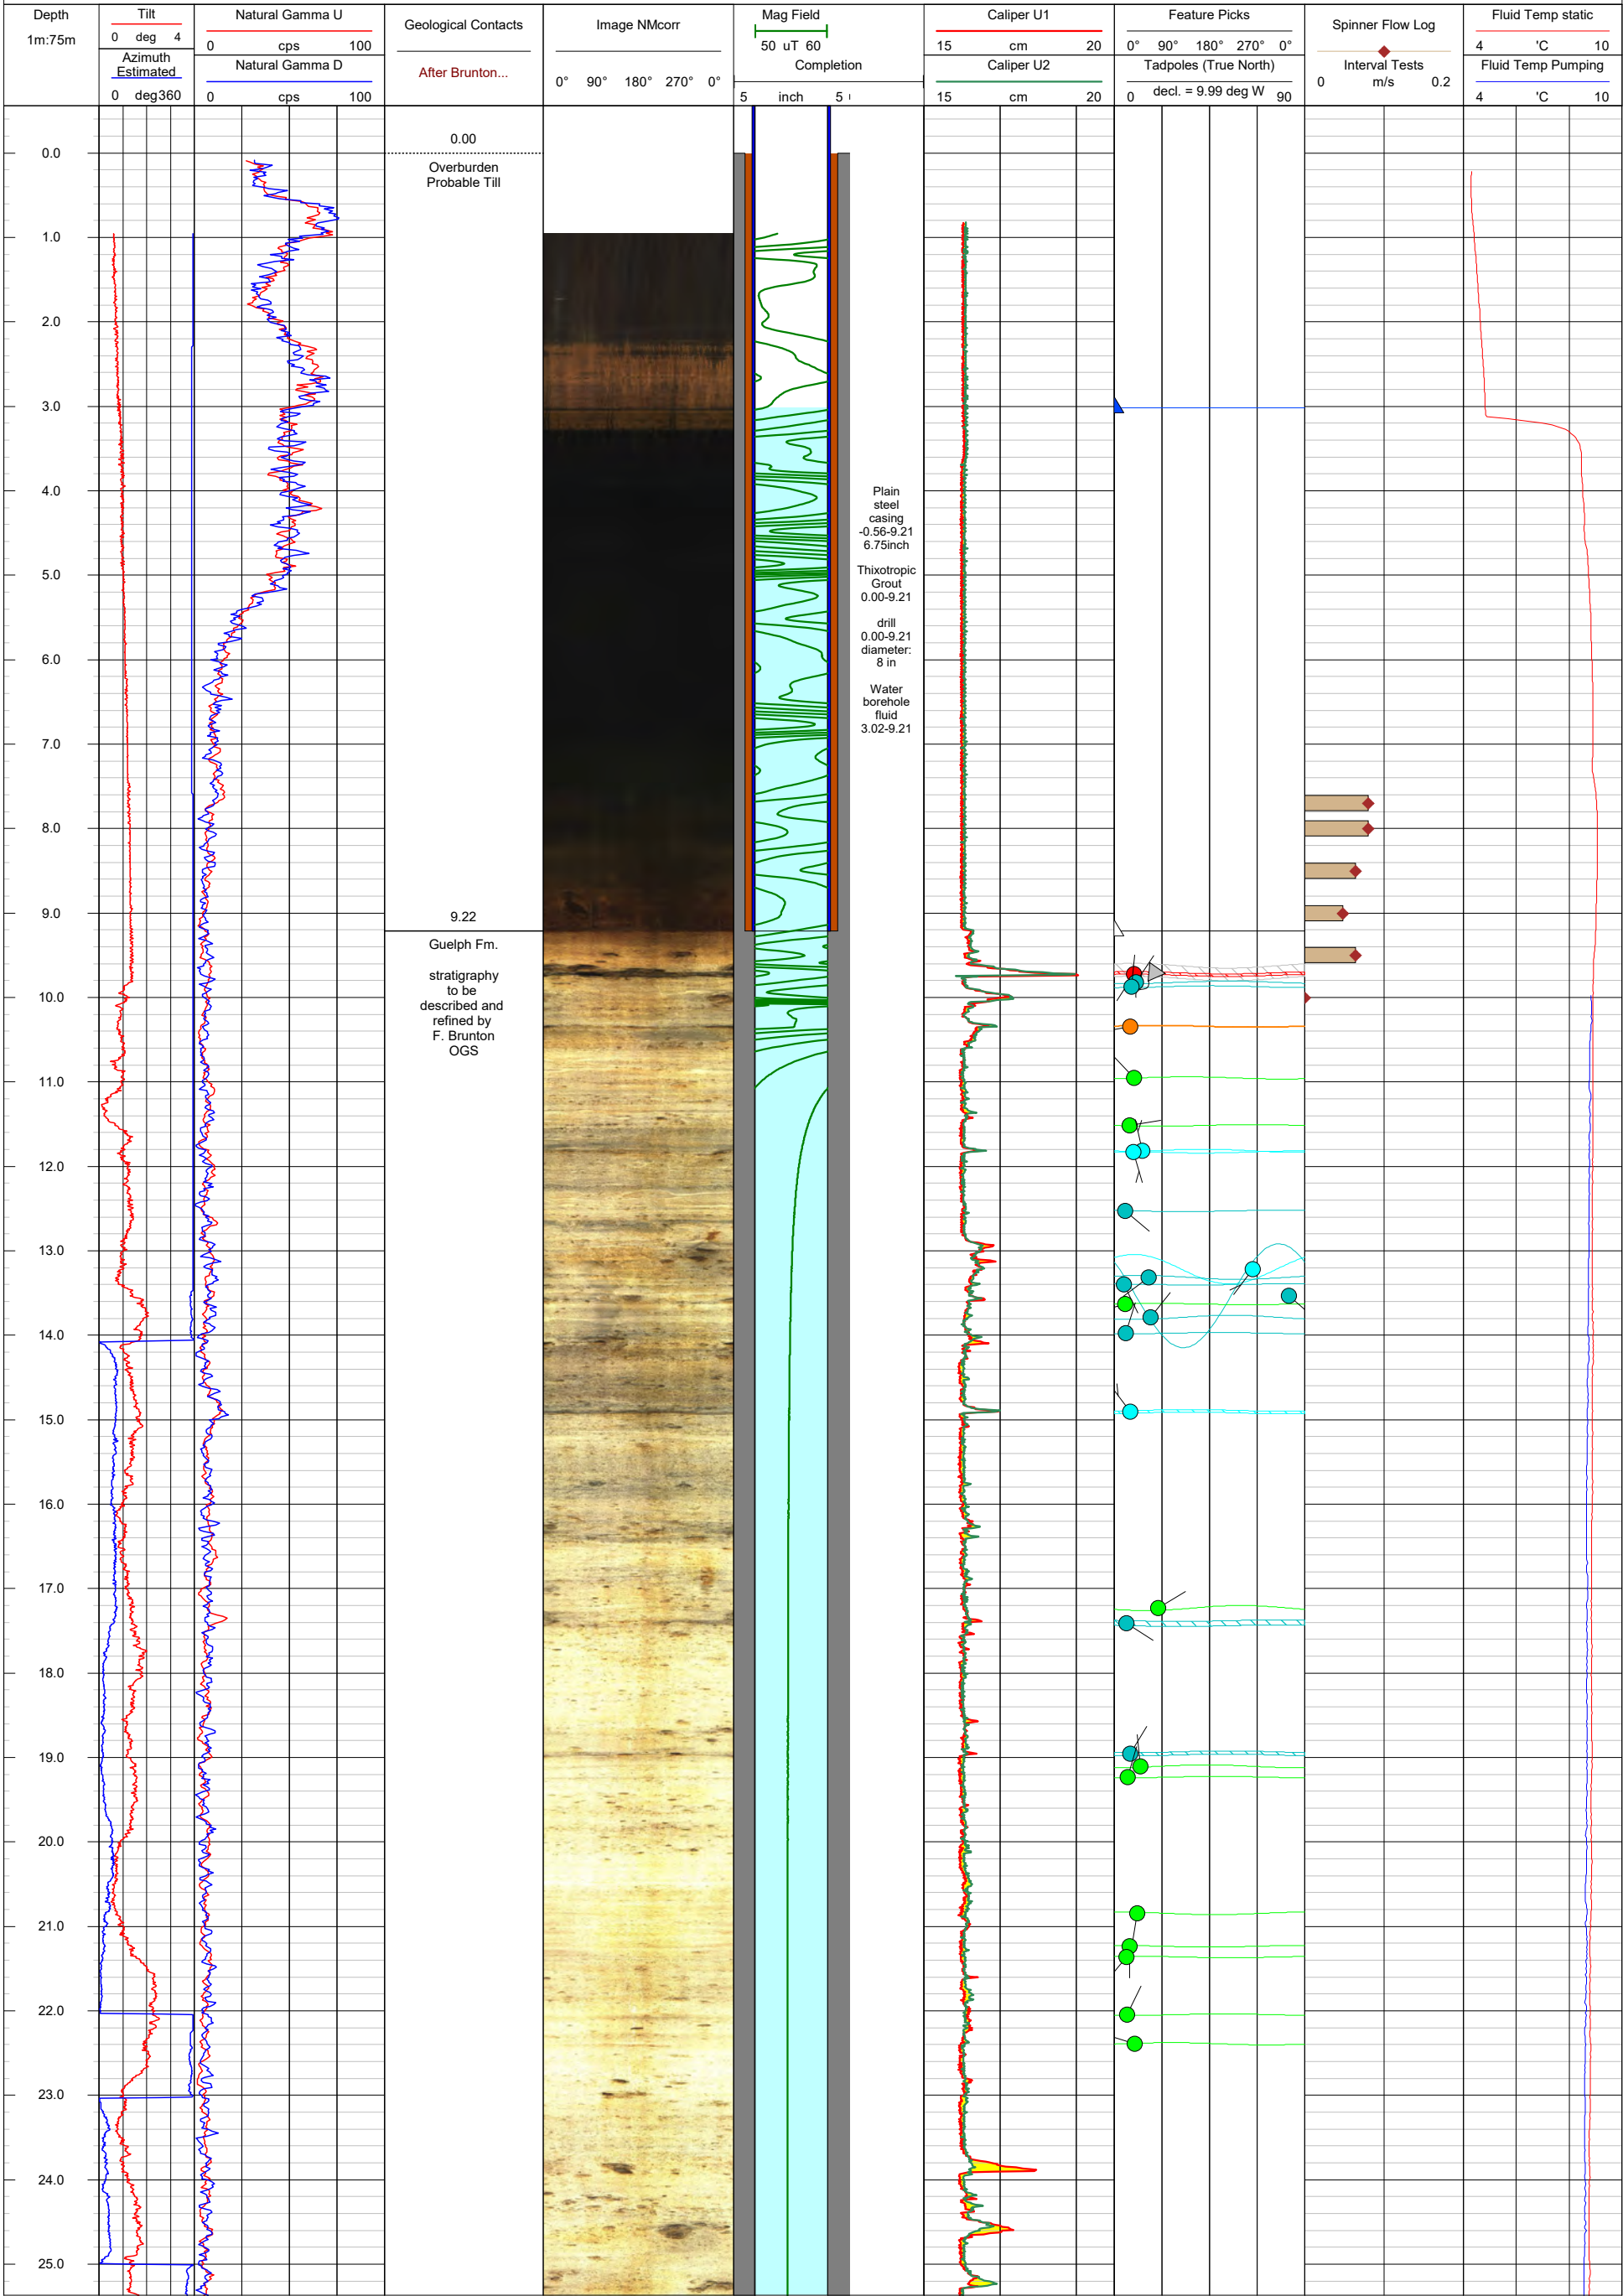 Depth
1m:75m
Tilt
0 deg 4
Azimuth
Estimated
0 deg360
Natural Gamma U
0 cps 100
Natural Gamma D
0 cps 100
Geological Contacts
After Brunton...
Image NMcorr
0° 90° 180° 270° 0°
Mag Field
50 uT 60
Completion
5 inch 5
Caliper U1
15 cm 20
Caliper U2
15 cm 20
Feature Picks
0° 90° 180° 270° 0°
Tadpoles (True North)
decl. = 9.99 deg W
0 90
Spinner Flow Log
Interval Tests
0 m/s 0.2
Fluid Temp static
4 'C 10
Fluid Temp Pumping
4 'C 10
0.0
1.0
2.0
3.0
4.0
5.0
6.0
7.0
8.0
9.0
10.0
11.0
12.0
13.0
14.0
15.0
16.0
17.0
18.0
19.0
20.0
21.0
22.0
23.0
24.0
25.0
0.00
Overburden
Probable Till
9.22
Guelph Fm.
stratigraphy
to be
described and
refined by
F. Brunton
OGS
Plain
steel
casing
-0.56-9.21
6.75inch
Thixotropic
Grout
0.00-9.21
drill
0.00-9.21
diameter:
8 in
Water
borehole
fluid
3.02-9.21